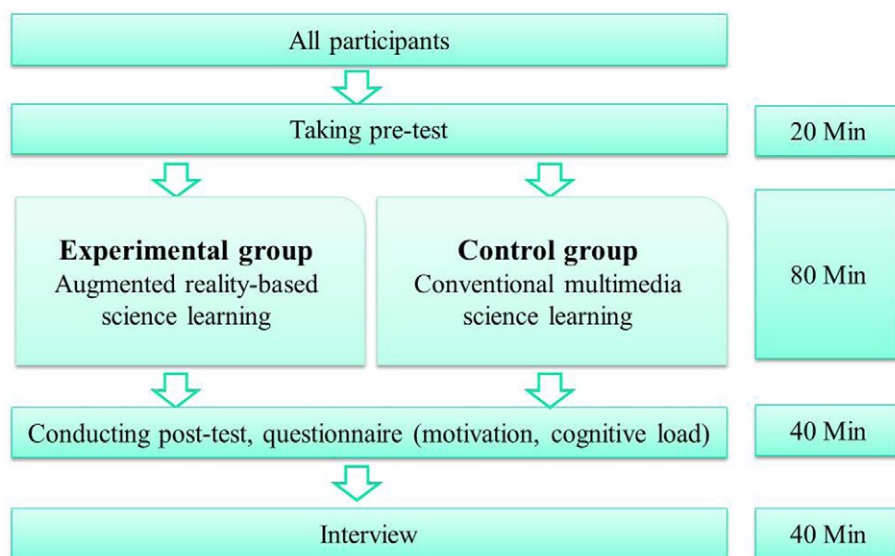 All participants
Taking pre-test
20 Min
Experimental group
Augmented reality-based
science learning
Control group
Conventional multimedia
science learning
80 Min
Conducting post-test, questionnaire (motivation, cognitive load)
40 Min
Interview
40 Min